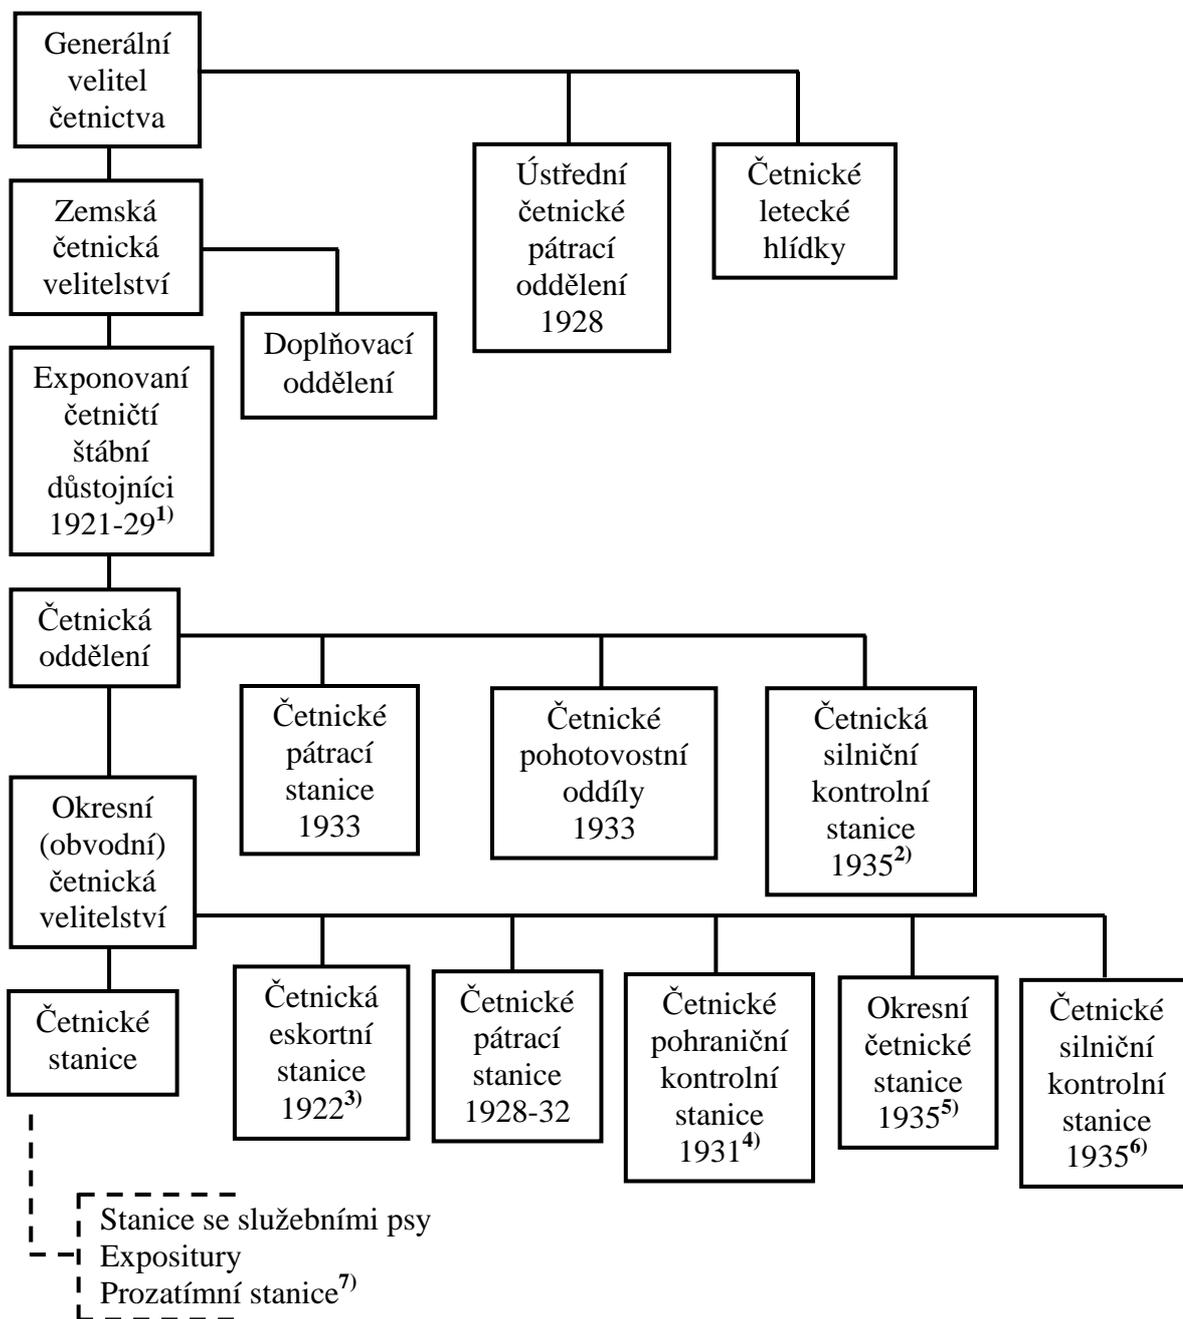 Generální
velitel
četnictva
Ústřední
četnické
pátrací
oddělení
1928
Četnické
letecké
hlídky
Zemská
četnická
velitelství
Doplňovací
oddělení
Exponovaní
četničtí
štábní
důstojníci
1921-29¹⁾
Četnická
oddělení
Četnické
pátrací
stanice
1933
Četnické
pohotovostní
oddíly
1933
Četnická
silniční
kontrolní
stanice
1935²⁾
Okresní
(obvodní)
četnická
velitelství
Četnické
stanice
Četnická
eskortní
stanice
1922³⁾
Četnické
pátrací
stanice
1928-32
Četnické
pohraniční
kontrolní
stanice
1931⁴⁾
Okresní
četnické
stanice
1935⁵⁾
Četnické
silniční
kontrolní
stanice
1935⁶⁾
Stanice se služebními psy
Expositury
Prozatímní stanice⁷⁾